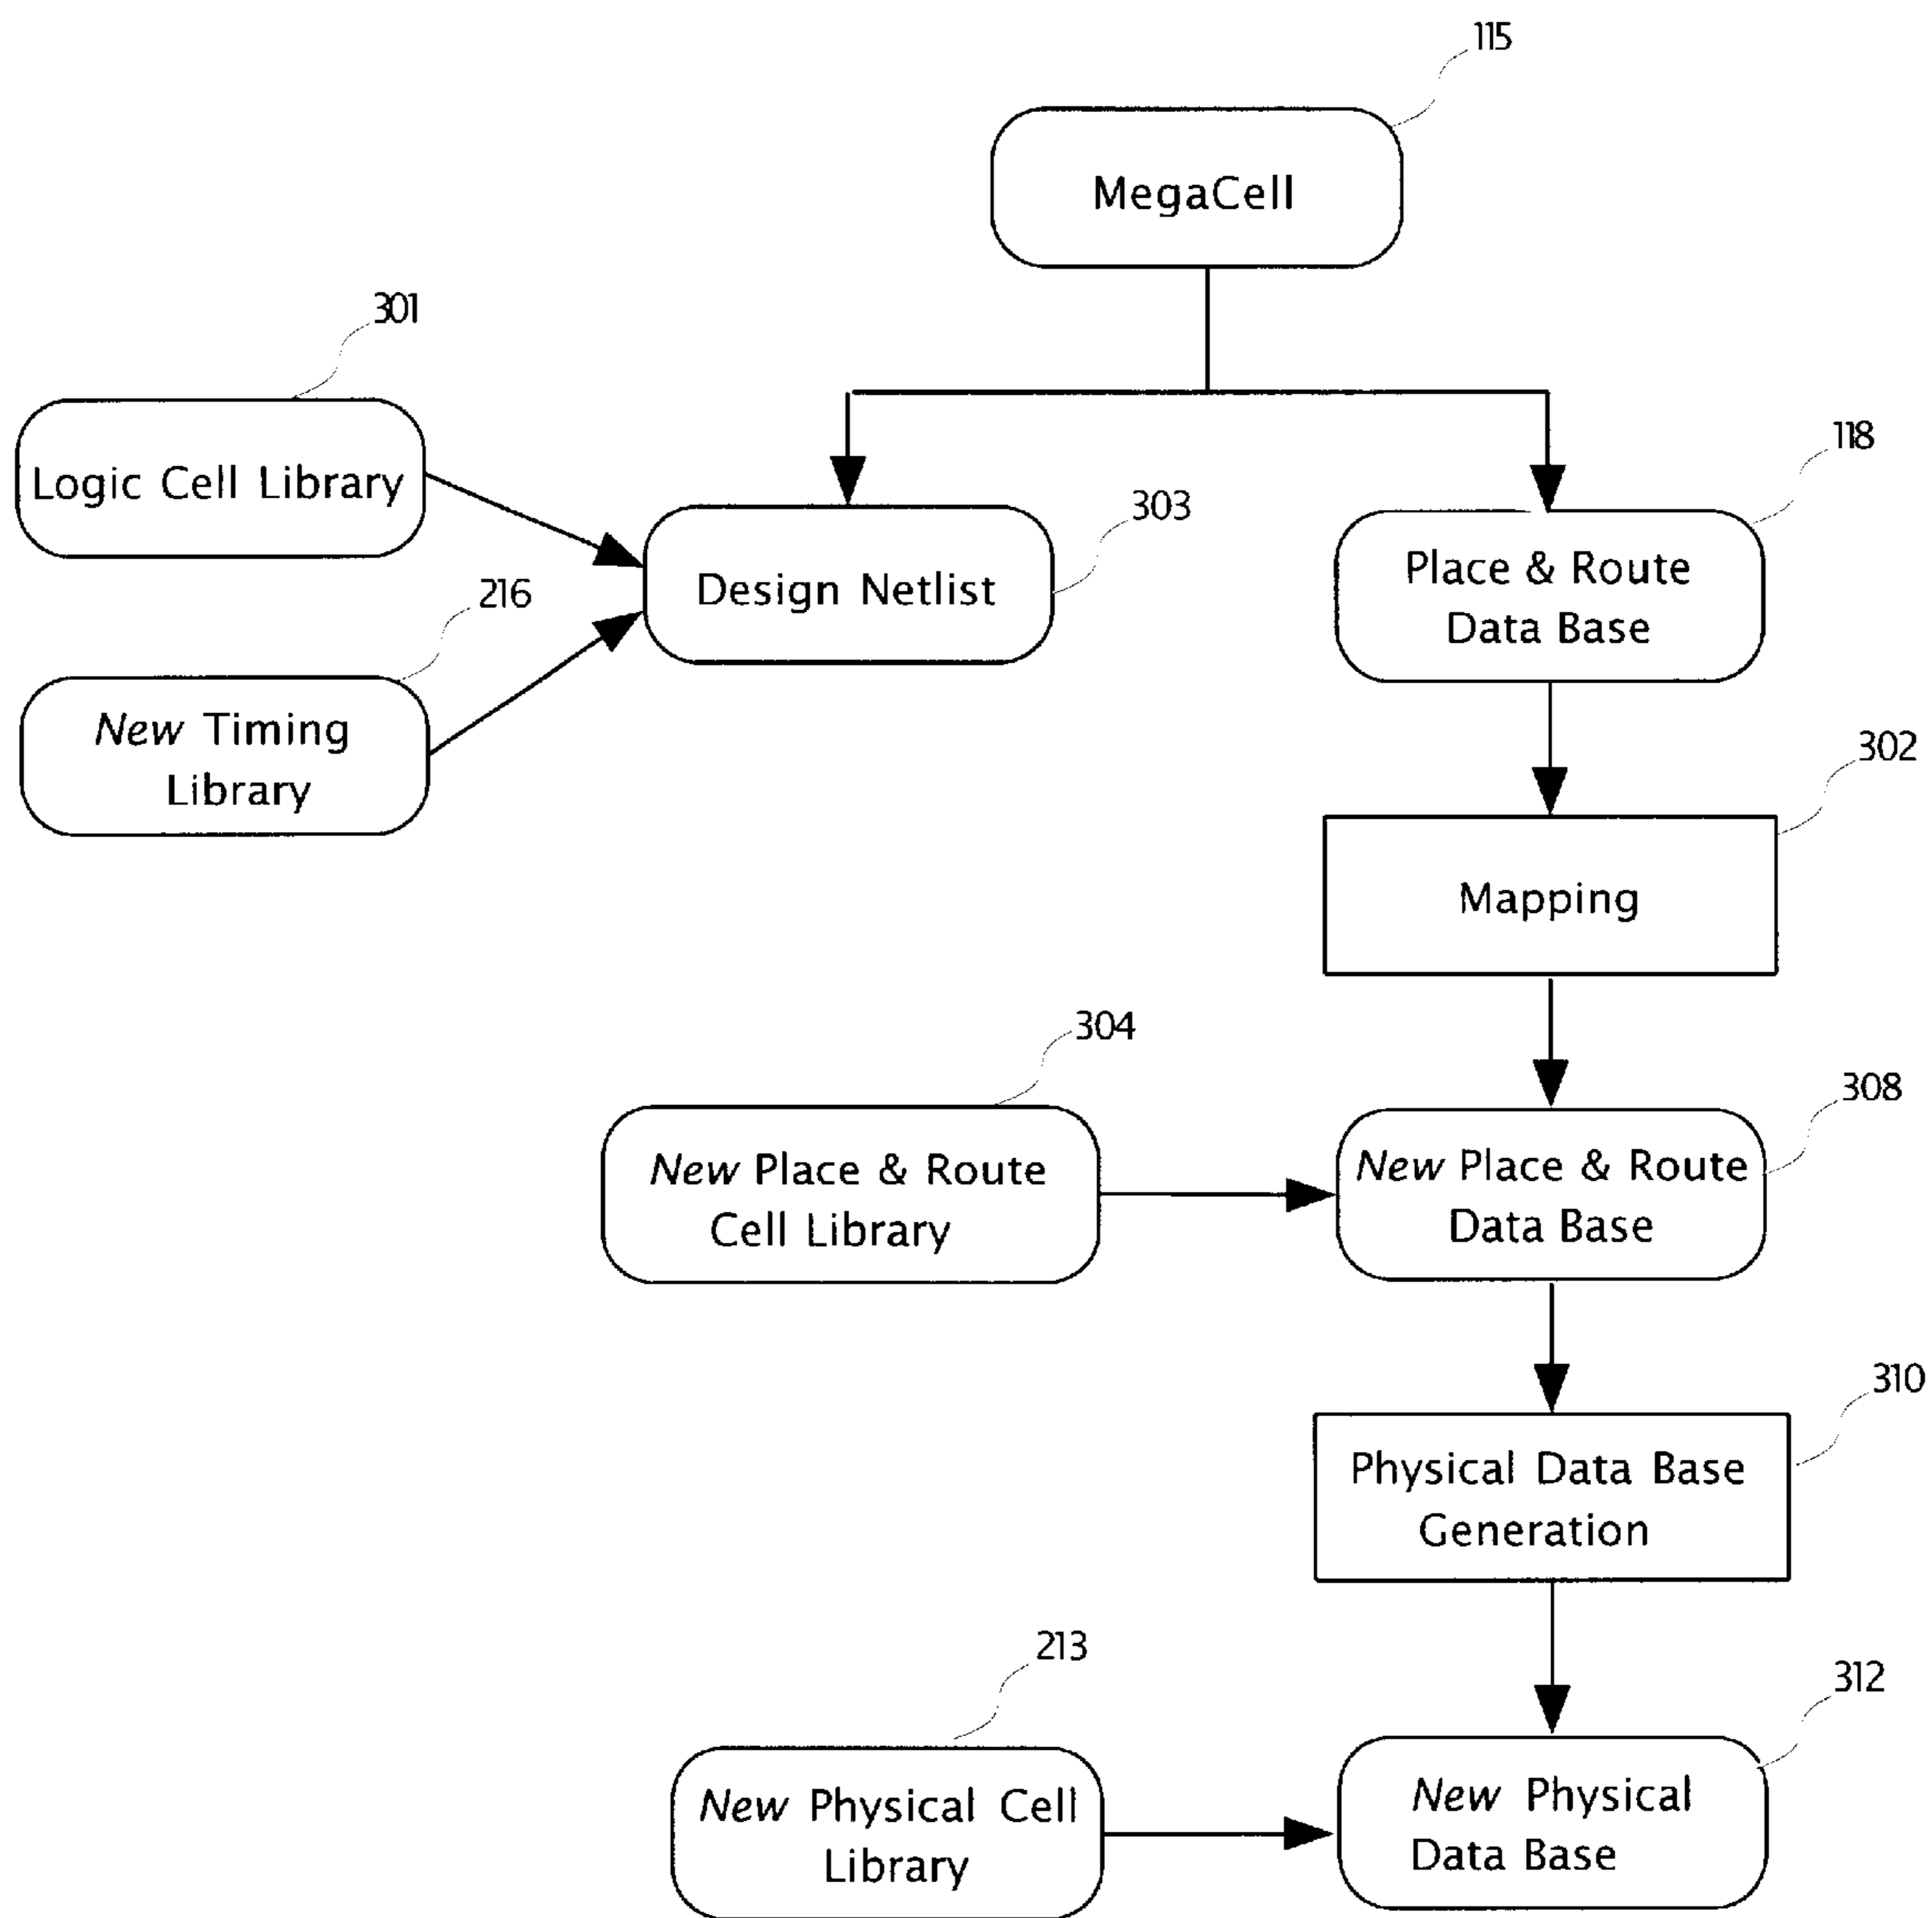 115
MegaCell
301
Logic Cell Library
118
303
Design Netlist
Place & Route
Data Base
216
New Timing
Library
302
Mapping
304
New Place & Route
Cell Library
308
New Place & Route
Data Base
310
Physical Data Base
Generation
213
New Physical Cell
Library
312
New Physical
Data Base